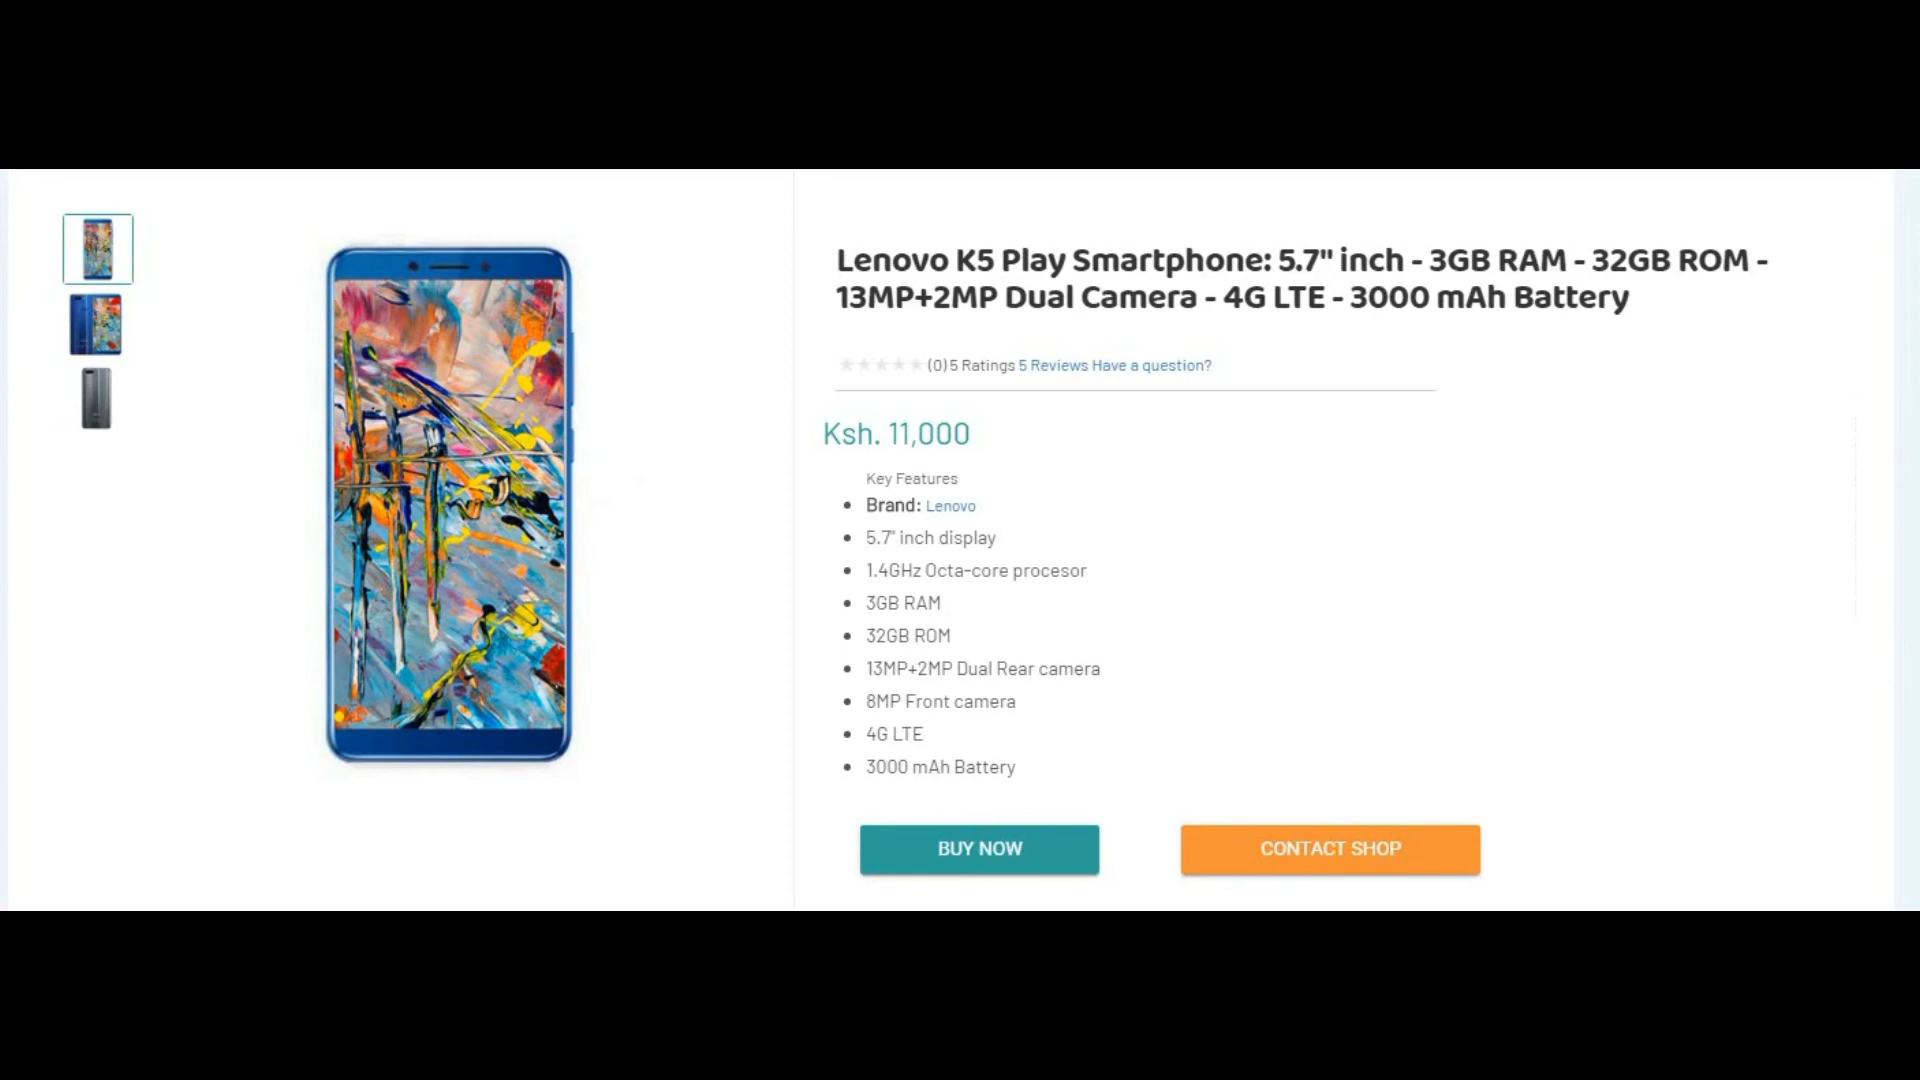 Lenovo K5 Play Smartphone: 5.7" inch - 3GB RAM - 32GB ROM -
13MP+2MP Dual Camera - 4G LTE - 3000 mAh Battery
(0) 5 Ratings 5 Reviews Have a question?
Ksh. 11,000
Key Features
Brand: Lenovo
5.7" inch display
1.4GHz Octa-core procesor
3GB RAM
32GB ROM
13MP+2MP Dual Rear camera
8MP Front camera
4G LTE
3000 mAh Battery
BUY NOW
CONTACT SHOP